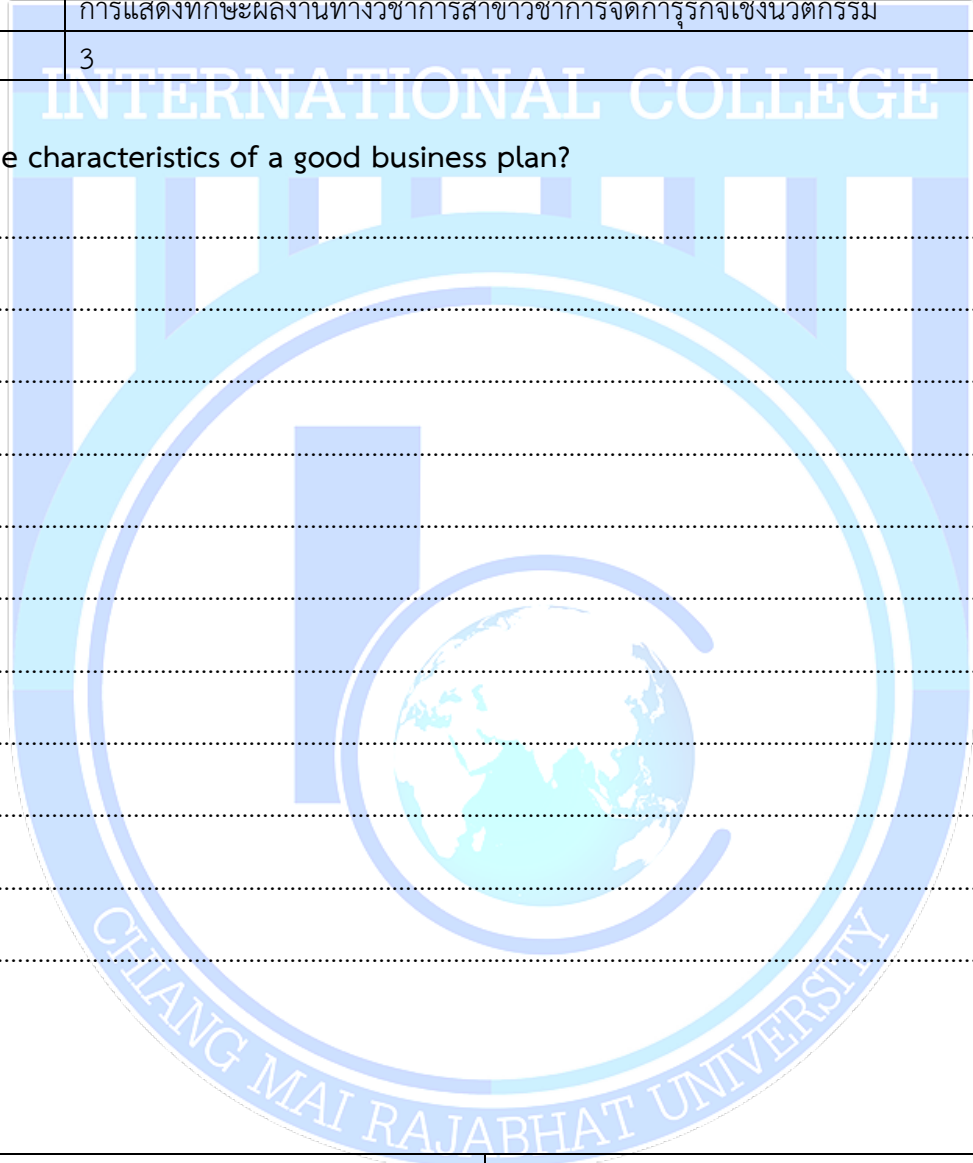 การแสดงทักษะผลงานทางวิชาการสาขาวิชาการจัดการุรกิจเชิงนวัตกรรม
3
INTERNATIONAL COLLEGE
e characteristics of a good business plan?
CHIANG MAI RAJABHAT UNIVERSITY